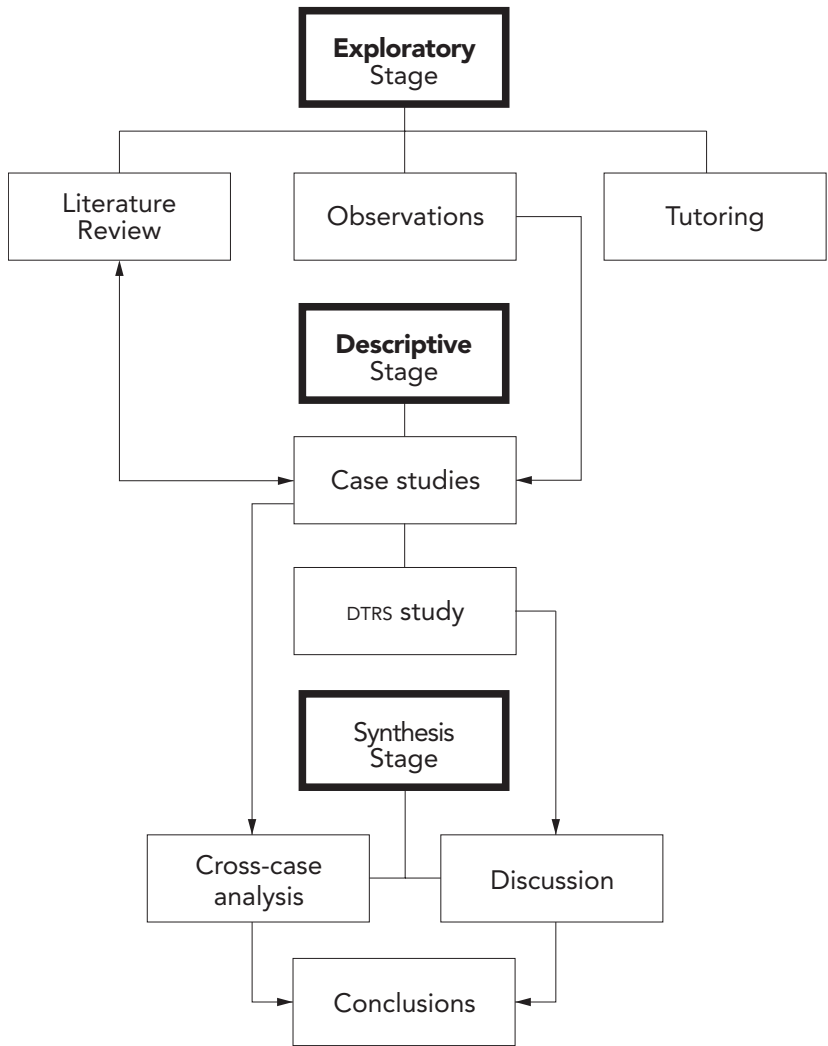 Exploratory
Stage
Literature
Review
Observations
Tutoring
Descriptive
Stage
Case studies
DTRS study
Synthesis
Stage
Cross-case
analysis
Discussion
Conclusions